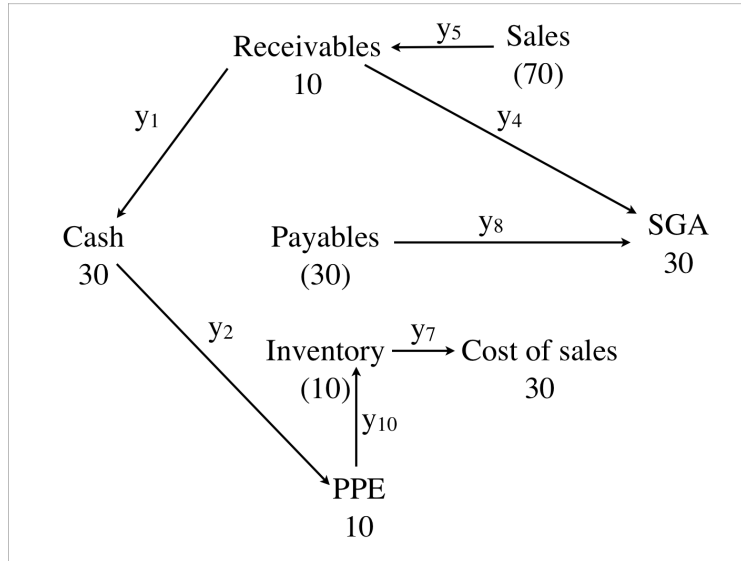 Receivables
10
y5
Sales
(70)
y1
y4
Cash
30
Payables
(30)
y8
SGA
30
y2
Inventory
(10)
y7
Cost of sales
30
y10
PPE
10